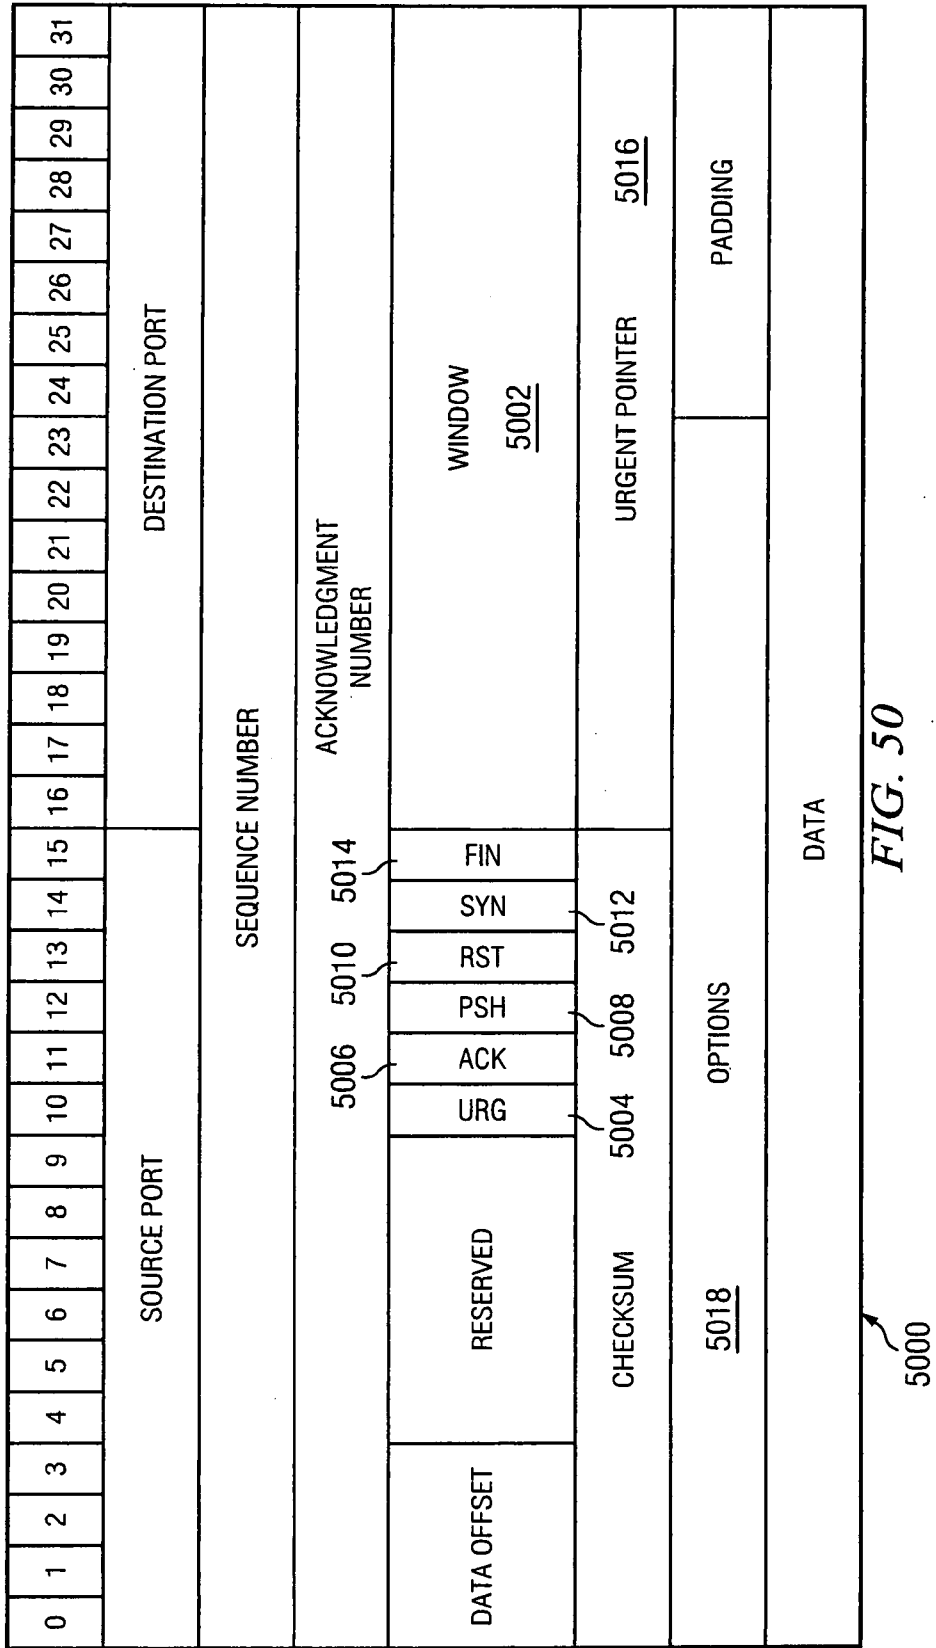 0 1 2 3 4 5 6 7 8 9 10 11 12 13 14 15 16 17 18 19 20 21 22 23 24 25 26 27 28 29 30 31
SOURCE PORT DESTINATION PORT
SEQUENCE NUMBER
ACKNOWLEDGMENT
NUMBER
5006 5010 5014
DATA OFFSET RESERVED URG ACK PSH RST SYN FIN WINDOW
5002
5004 5008 5012
CHECKSUM URGENT POINTER 5016
5018 OPTIONS PADDING
DATA
5000
FIG. 50